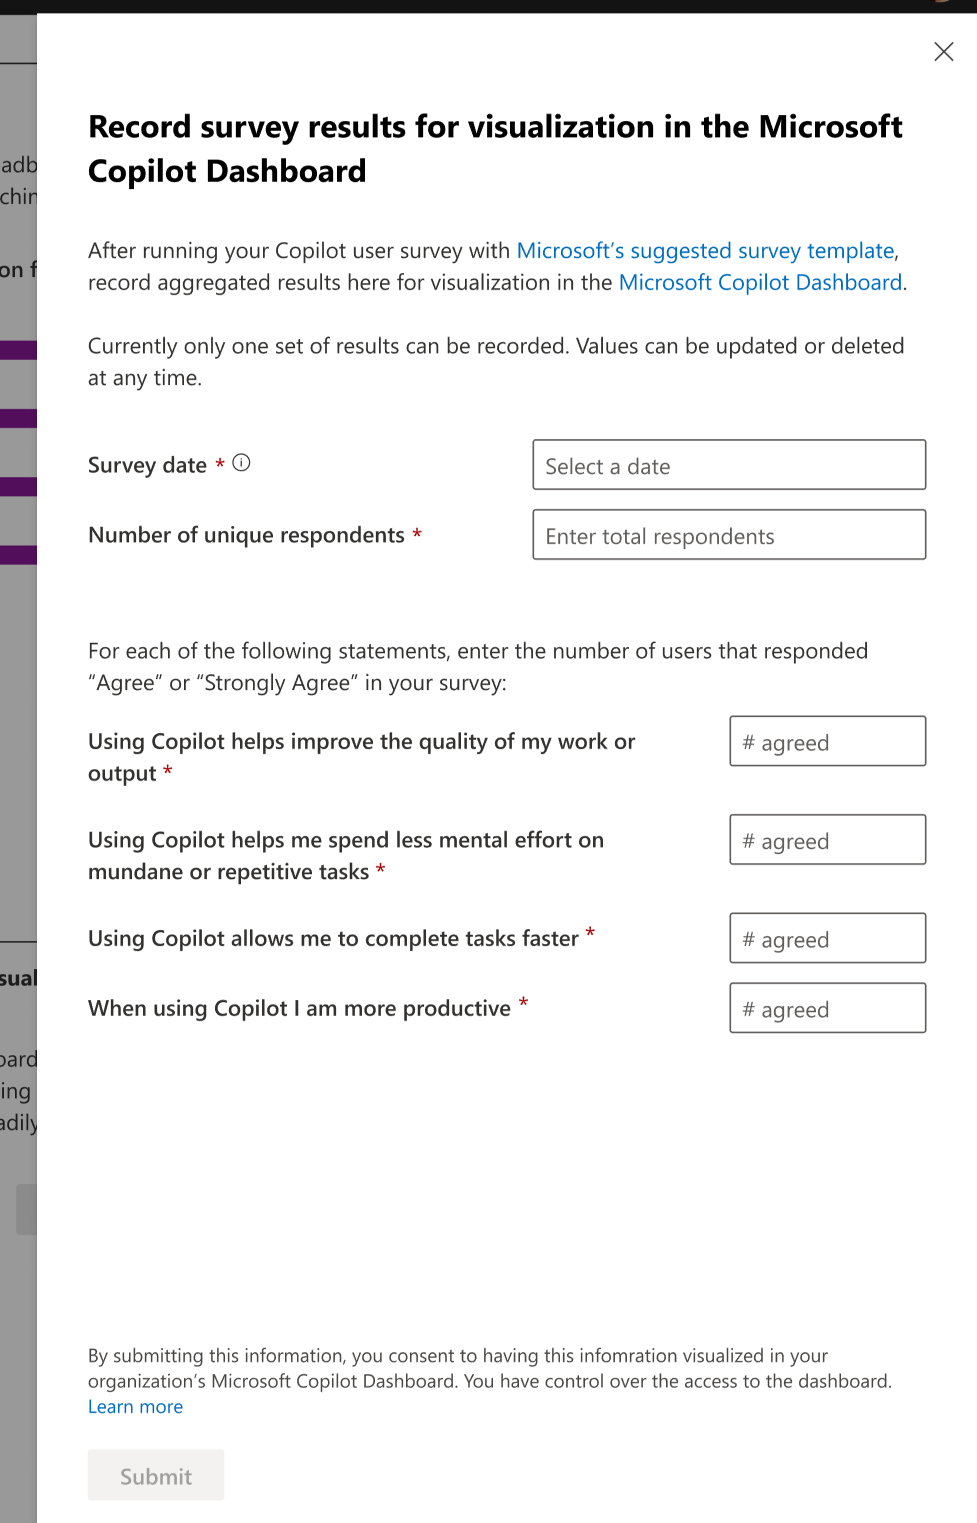 Record survey results for visualization in the Microsoft
Copilot Dashboard
After running your Copilot user survey with Microsoft’s suggested survey template,
record aggregated results here for visualization in the Microsoft Copilot Dashboard.
Currently only one set of results can be recorded. Values can be updated or deleted
at any time.
Survey date *
Select a date
Number of unique respondents *
Enter total respondents
For each of the following statements, enter the number of users that responded
“Agree” or “Strongly Agree” in your survey:
Using Copilot helps improve the quality of my work or
output *
# agreed
Using Copilot helps me spend less mental effort on
mundane or repetitive tasks *
# agreed
Using Copilot allows me to complete tasks faster *
# agreed
When using Copilot I am more productive *
# agreed
By submitting this information, you consent to having this infomration visualized in your
organization’s Microsoft Copilot Dashboard. You have control over the access to the dashboard.
Learn more
Submit